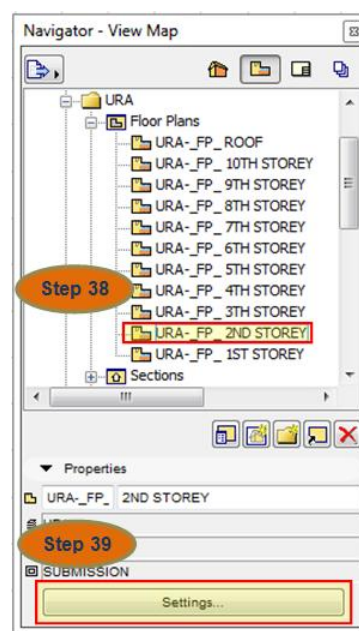 Navigator - View Map
URA
Floor Plans
URA-_FP_ ROOF
URA-_FP_ 10TH STOREY
URA-_FP_ 9TH STOREY
URA-_FP_ 8TH STOREY
URA-_FP_ 7TH STOREY
URA-_FP_ 6TH STOREY
URA-_FP_ 5TH STOREY
Step 38
URA-_FP_ 4TH STOREY
URA-_FP_ 3TH STOREY
URA-_FP_ 2ND STOREY
URA-_FP_ 1ST STOREY
Sections
Properties
URA-_FP_ 2ND STOREY
Step 39
SUBMISSION
Settings...